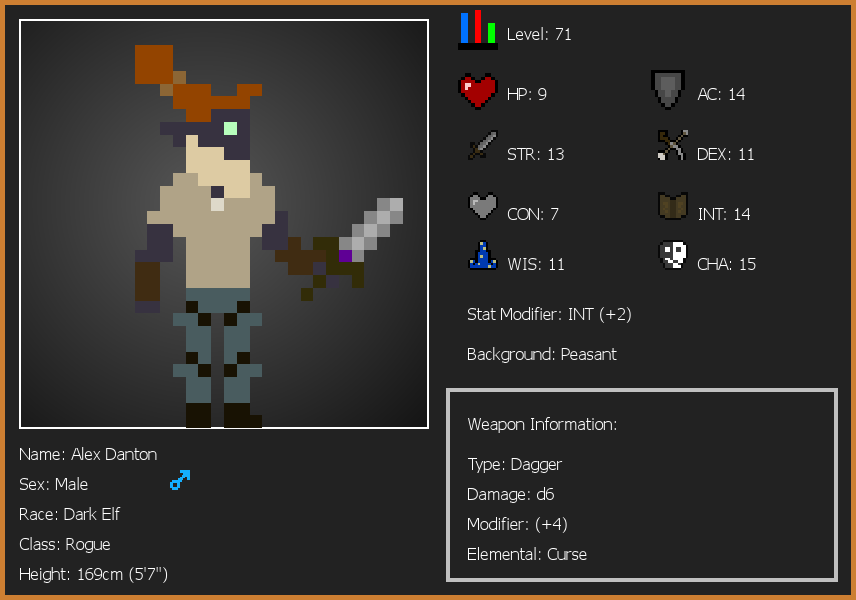 Level: 71
HP: 9
AC: 14
STR: 13
DEX: 11
CON: 7
INT: 14
WIS: 11
CHA: 15
Stat Modifier: INT (+2)
Background: Peasant
Weapon Information:
Type: Dagger
Damage: d6
Modifier: (+4)
Elemental: Curse
Name: Alex Danton
Sex: Male
Race: Dark Elf
Class: Rogue
Height: 169cm (5'7")